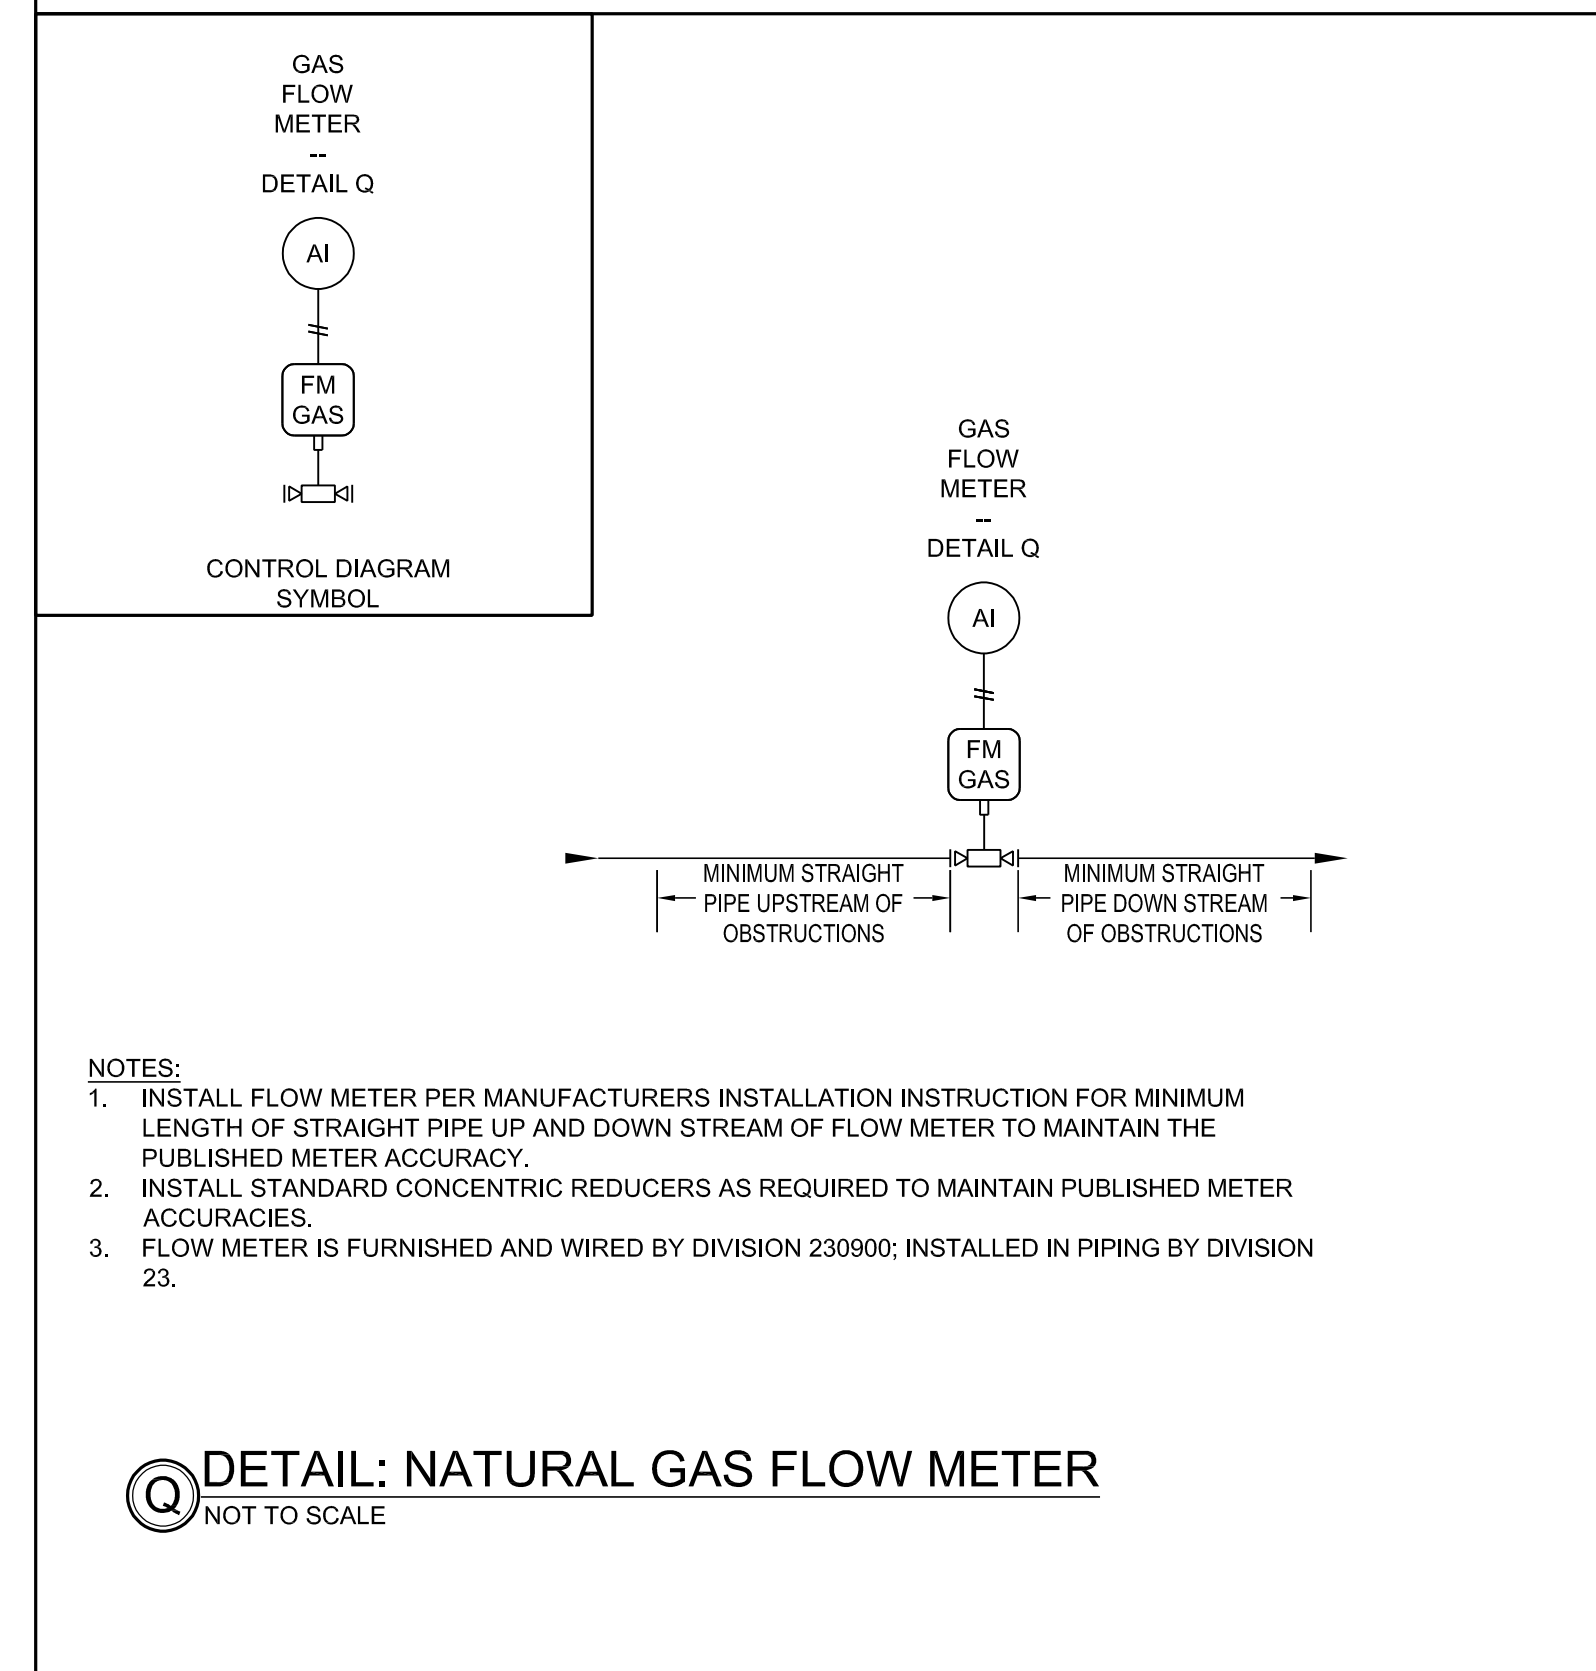 GAS
FLOW
METER
--
DETAIL Q
AI
FM
GAS
CONTROL DIAGRAM
SYMBOL
GAS
FLOW
METER
--
DETAIL Q
AI
FM
GAS
MINIMUM STRAIGHT
PIPE UPSTREAM OF
OBSTRUCTIONS
MINIMUM STRAIGHT
PIPE DOWN STREAM
OF OBSTRUCTIONS
NOTES:
1. INSTALL FLOW METER PER MANUFACTURERS INSTALLATION INSTRUCTION FOR MINIMUM
LENGTH OF STRAIGHT PIPE UP AND DOWN STREAM OF FLOW METER TO MAINTAIN THE
PUBLISHED METER ACCURACY.
2. INSTALL STANDARD CONCENTRIC REDUCERS AS REQUIRED TO MAINTAIN PUBLISHED METER
ACCURACIES.
3. FLOW METER IS FURNISHED AND WIRED BY DIVISION 230900; INSTALLED IN PIPING BY DIVISION
23.
Q DETAIL: NATURAL GAS FLOW METER
NOT TO SCALE